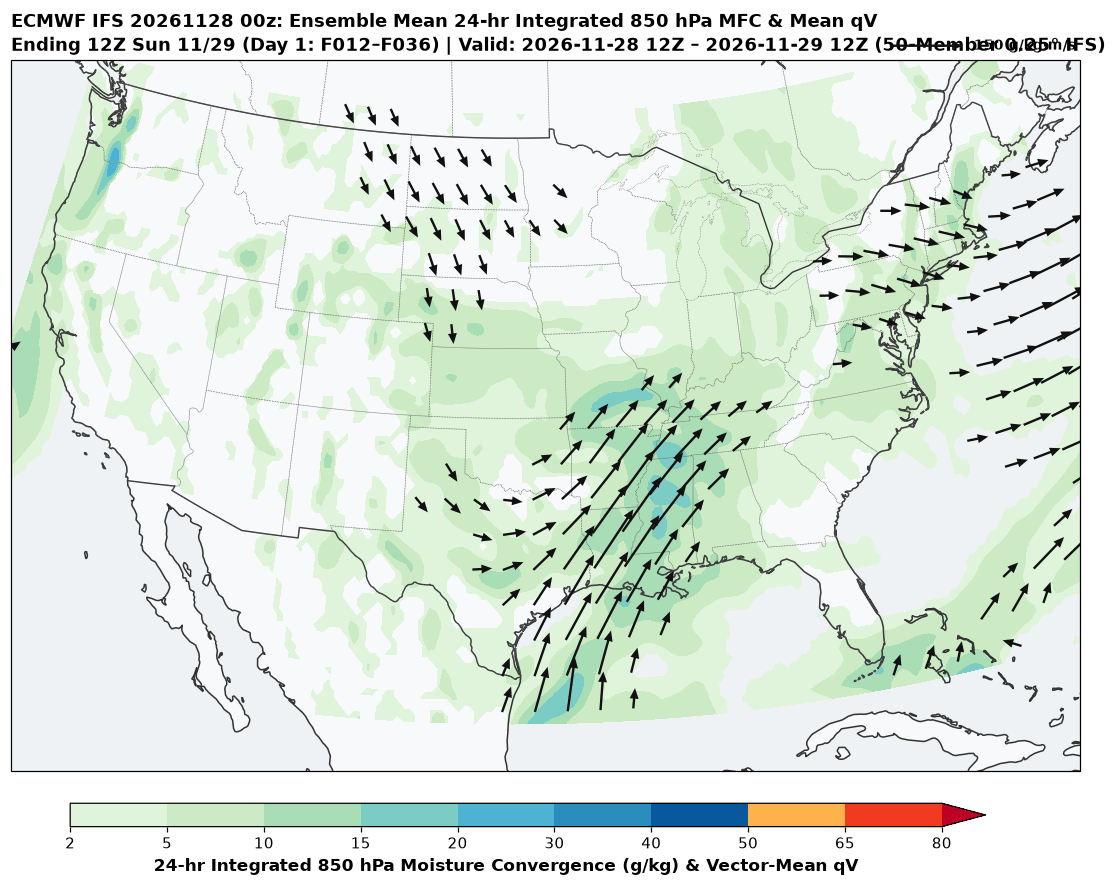 ECMWF IFS 20261128 00z: Ensemble Mean 24-hr Integrated 850 hPa MFC & Mean qV
Ending 12Z Sun 11/29 (Day 1: F012–F036) | Valid: 2026-11-28 12Z – 2026-11-29 12Z (50-Member 0.25° IFS)
150 g/kg·m/s
2 5 10 15 20 30 40 50 65 80
24-hr Integrated 850 hPa Moisture Convergence (g/kg) & Vector-Mean qV